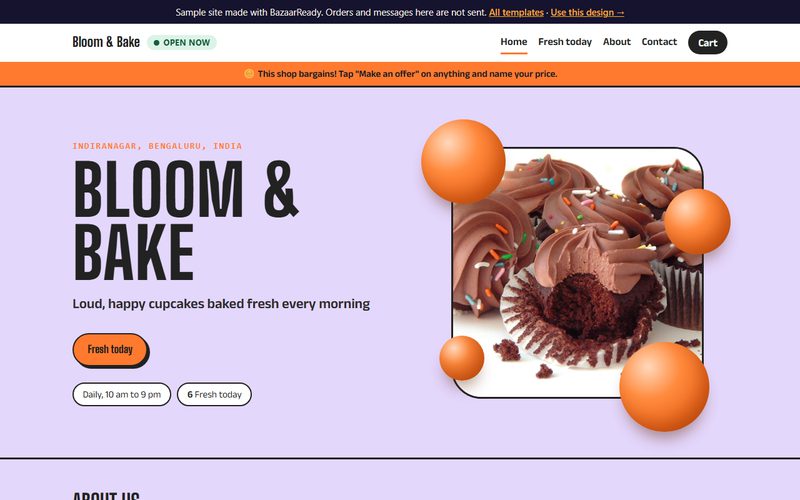 Sample site made with BazaarReady. Orders and messages here are not sent. All templates · Use this design →
Bloom & Bake
OPEN NOW
Home Fresh today About Contact Cart
This shop bargains! Tap "Make an offer" on anything and name your price.
INDIRANAGAR, BENGALURU, INDIA
BLOOM &
BAKE
Loud, happy cupcakes baked fresh every morning
Fresh today
Daily, 10 am to 9 pm
6 Fresh today
ABOUT US